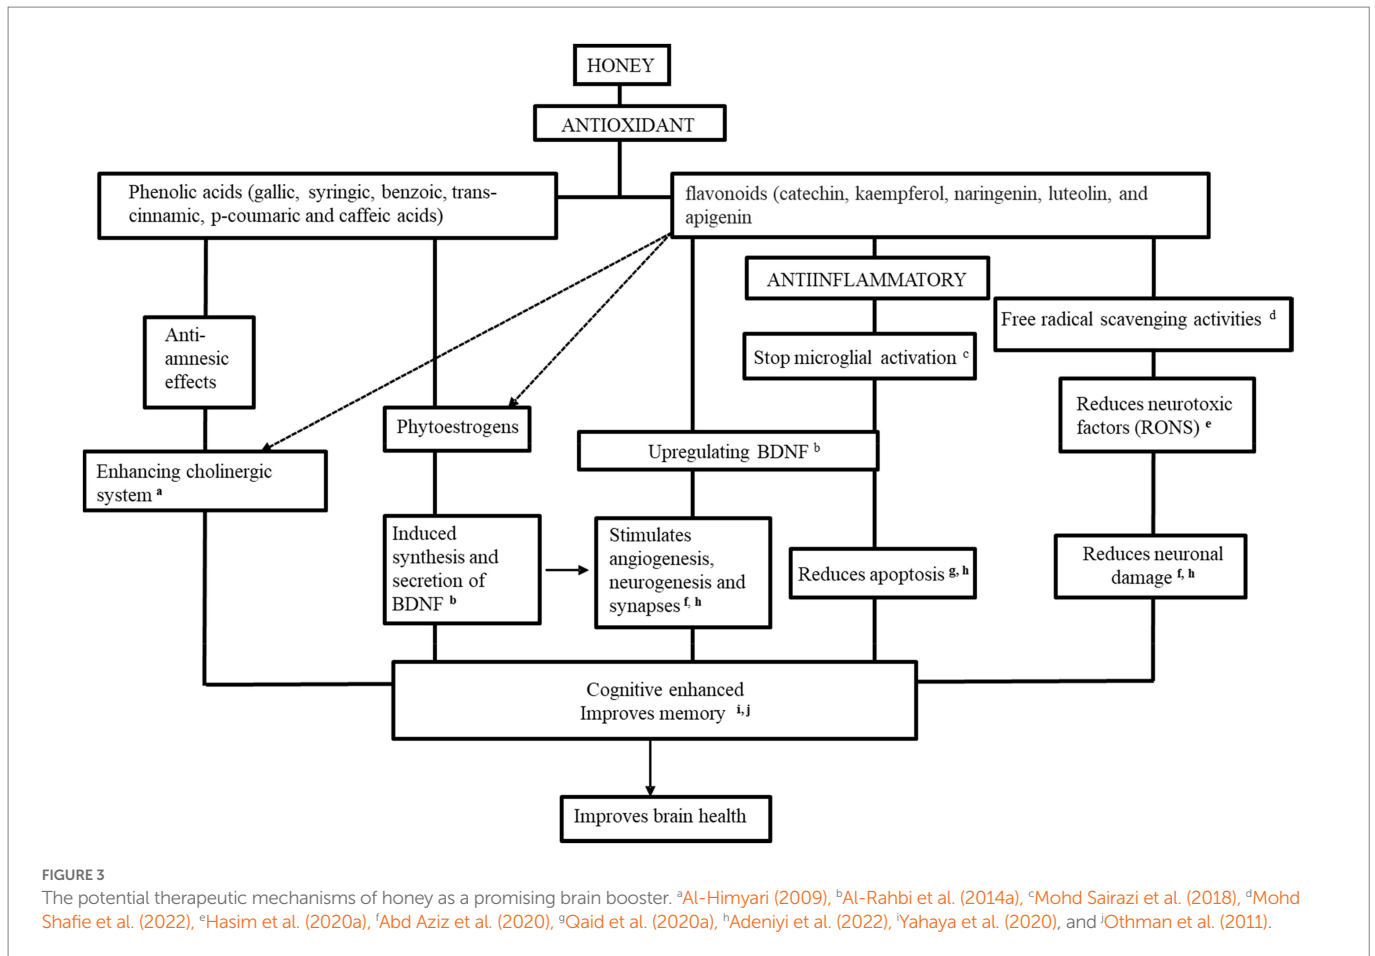 HONEY
ANTIOXIDANT
Phenolic acids (gallic, syringic, benzoic, trans-
cinnamic, p-coumaric and caffeic acids)
flavonoids (catechin, kaempferol, naringenin, luteolin, and
apigenin
ANTIINFLAMMATORY
Free radical scavenging activities d
Anti-
amnesic
effects
Stop microglial activation c
Reduces neurotoxic
factors (RONS) e
Phytoestrogens
Upregulating BDNF b
Enhancing cholinergic
system a
Induced
synthesis and
secretion of
BDNF b
Stimulates
angiogenesis,
neurogenesis and
synapses f, h
Reduces apoptosis g, h
Reduces neuronal
damage f, h
Cognitive enhanced
Improves memory i, j
Improves brain health
FIGURE 3
The potential therapeutic mechanisms of honey as a promising brain booster. aAl-Himyari (2009), bAl-Rahbi et al. (2014a), cMohd Sairazi et al. (2018), dMohd
Shafie et al. (2022), eHasim et al. (2020a), fAbd Aziz et al. (2020), gQaid et al. (2020a), hAdeniyi et al. (2022), iYahaya et al. (2020), and jOthman et al. (2011).